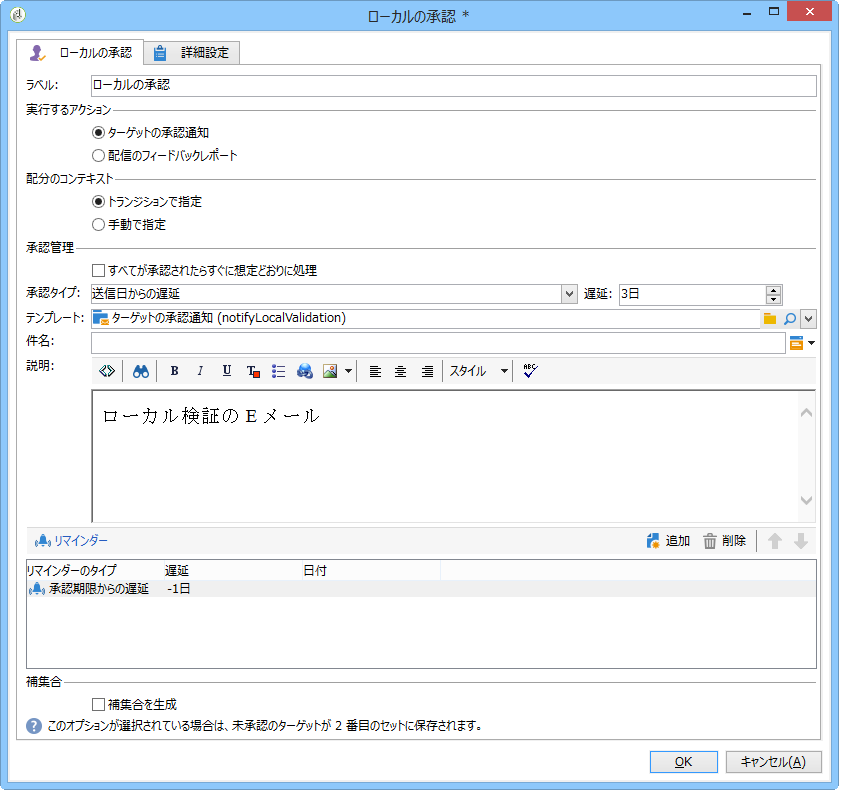 ローカルの承認 *
ローカルの承認 詳細設定
ラベル: ローカルの承認
実行するアクション
ターゲットの承認通知
配信のフィードバックレポート
配分のコンテキスト
トランジションで指定
手動で指定
承認管理
すべてが承認されたらすぐに想定どおりに処理
承認タイプ: 送信日からの遅延 遅延: 3日
テンプレート: ターゲットの承認通知 (notifyLocalValidation)
件名:
説明: B I U T スタイル ABC
ローカル検証の E メール
リマインダー 追加 削除
リマインダーのタイプ 遅延 日付
承認期限からの遅延 -1日
補集合
補集合を生成
? このオプションが選択されている場合は、未承認のターゲットが 2 番目のセットに保存されます。
OK キャンセル(A)